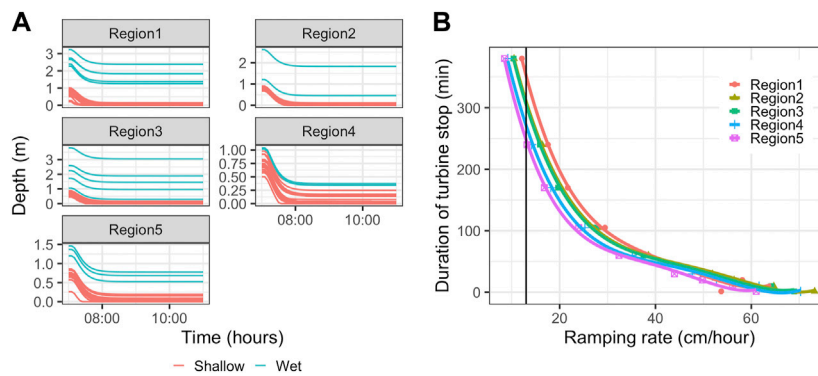 A
Region1
Region2
3
2
1
0
2
1
0
Region3
Region4
3
2
1
0
1.00
0.75
0.50
0.25
0.00
Region5
08:00
10:00
1.5
1.0
0.5
0.0
08:00
10:00
Depth (m)
Time (hours)
Shallow
Wet
B
300
200
100
0
20
40
60
Duration of turbine stop (min)
Ramping rate (cm/hour)
Region1
Region2
Region3
Region4
Region5